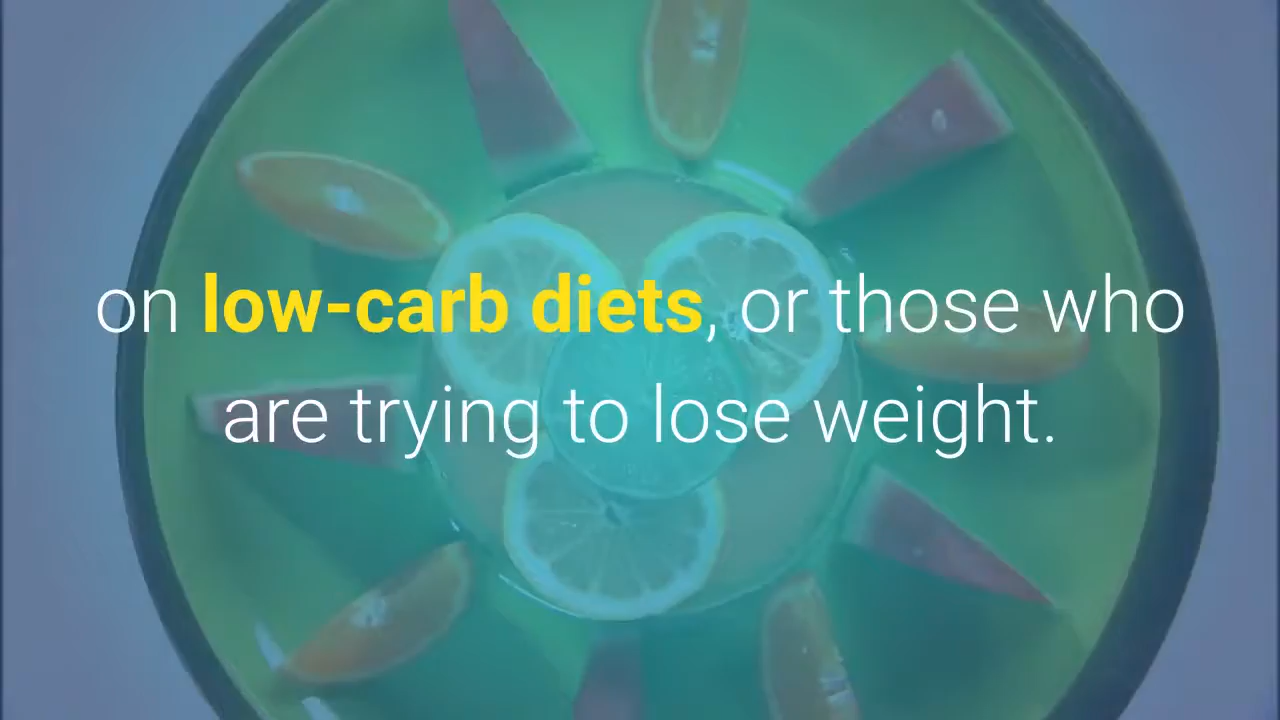 on low-carb diets, or those who
are trying to lose weight.